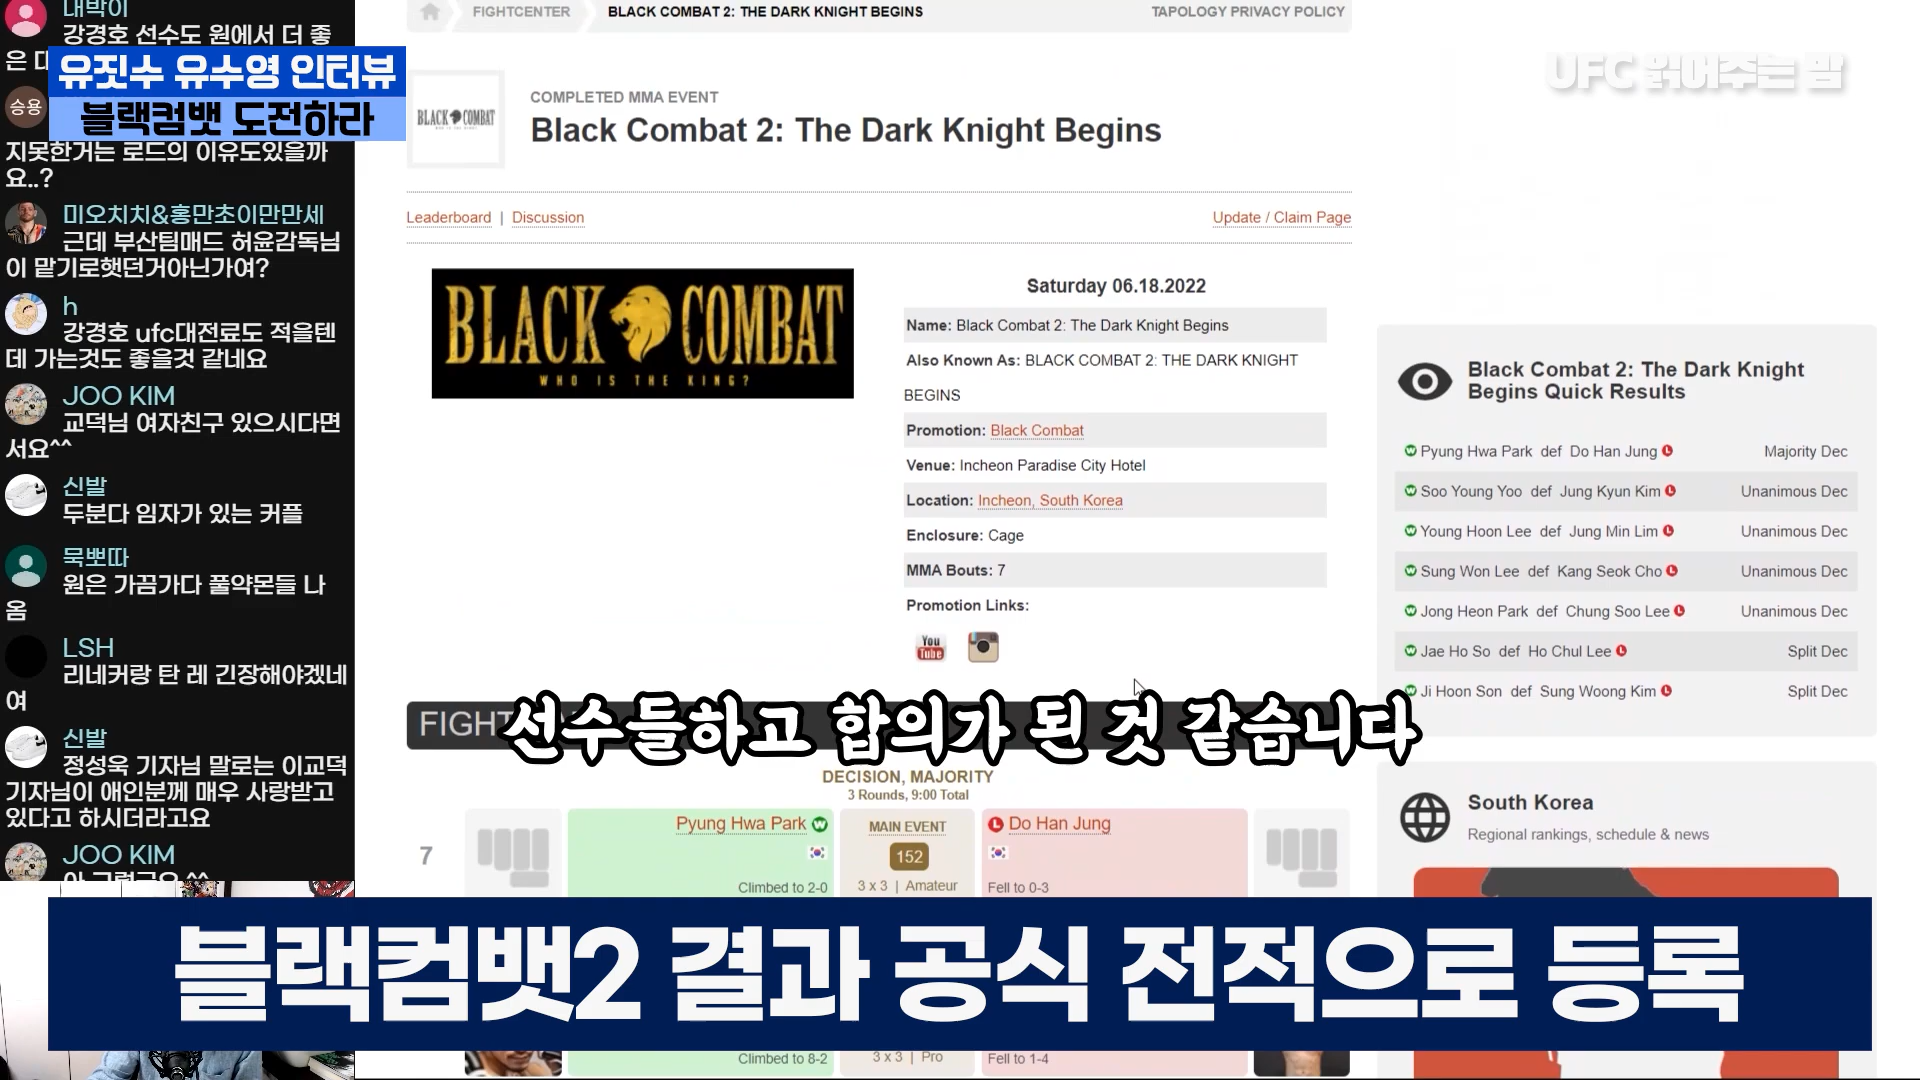 대박이
강경호 선수도 원에서 더 좋
은 대
유짓수 유수영 인터뷰
블랙컴뱃 도전하라
승용
지못한거는 로드의 이유도있을까
요..?
미오치치&홍만초이만만세
근데 부산팀매드 허윤감독님
이 맡기로햇던거아닌가여?
h
강경호 ufc대전료도 적을텐
데 가는것도 좋을것 같네요
JOO KIM
교덕님 여자친구 있으시다면
서요^^
신발
두분다 임자가 있는 커플
묵뽀따
원은 가끔가다 풀약몬들 나
옴
LSH
리네커랑 탄 레 긴장해야겠네
여
신발
정성욱 기자님 말로는 이교덕
기자님이 애인분께 매우 사랑받고
있다고 하시더라고요
JOO KIM
FIGHTCENTER
BLACK COMBAT 2: THE DARK KNIGHT BEGINS
TAPOLOGY PRIVACY POLICY
UFC 읽어주는 밤
BLACK COMBAT
COMPLETED MMA EVENT
Black Combat 2: The Dark Knight Begins
Leaderboard | Discussion
Update / Claim Page
BLACK COMBAT
WHO IS THE KING?
Saturday 06.18.2022
Name: Black Combat 2: The Dark Knight Begins
Also Known As: BLACK COMBAT 2: THE DARK KNIGHT
BEGINS
Promotion: Black Combat
Venue: Incheon Paradise City Hotel
Location: Incheon, South Korea
Enclosure: Cage
MMA Bouts: 7
Promotion Links:
You
Tube
Black Combat 2: The Dark Knight
Begins Quick Results
W Pyung Hwa Park def Do Han Jung L Majority Dec
W Soo Young Yoo def Jung Kyun Kim L Unanimous Dec
W Young Hoon Lee def Jung Min Lim L Unanimous Dec
W Sung Won Lee def Kang Seok Cho L Unanimous Dec
W Jong Heon Park def Chung Soo Lee L Unanimous Dec
W Jae Ho So def Ho Chul Lee L Split Dec
W Ji Hoon Son def Sung Woong Kim L Split Dec
FIGHT
선수들하고 합의가 된 것 같습니다
DECISION, MAJORITY
3 Rounds, 9:00 Total
7
Pyung Hwa Park W
Climbed to 2-0
MAIN EVENT
152
3 x 3 | Amateur
L Do Han Jung
Fell to 0-3
South Korea
Regional rankings, schedule & news
블랙컴뱃2 결과 공식 전적으로 등록
Climbed to 8-2
3 x 3 | Pro
Fell to 1-4